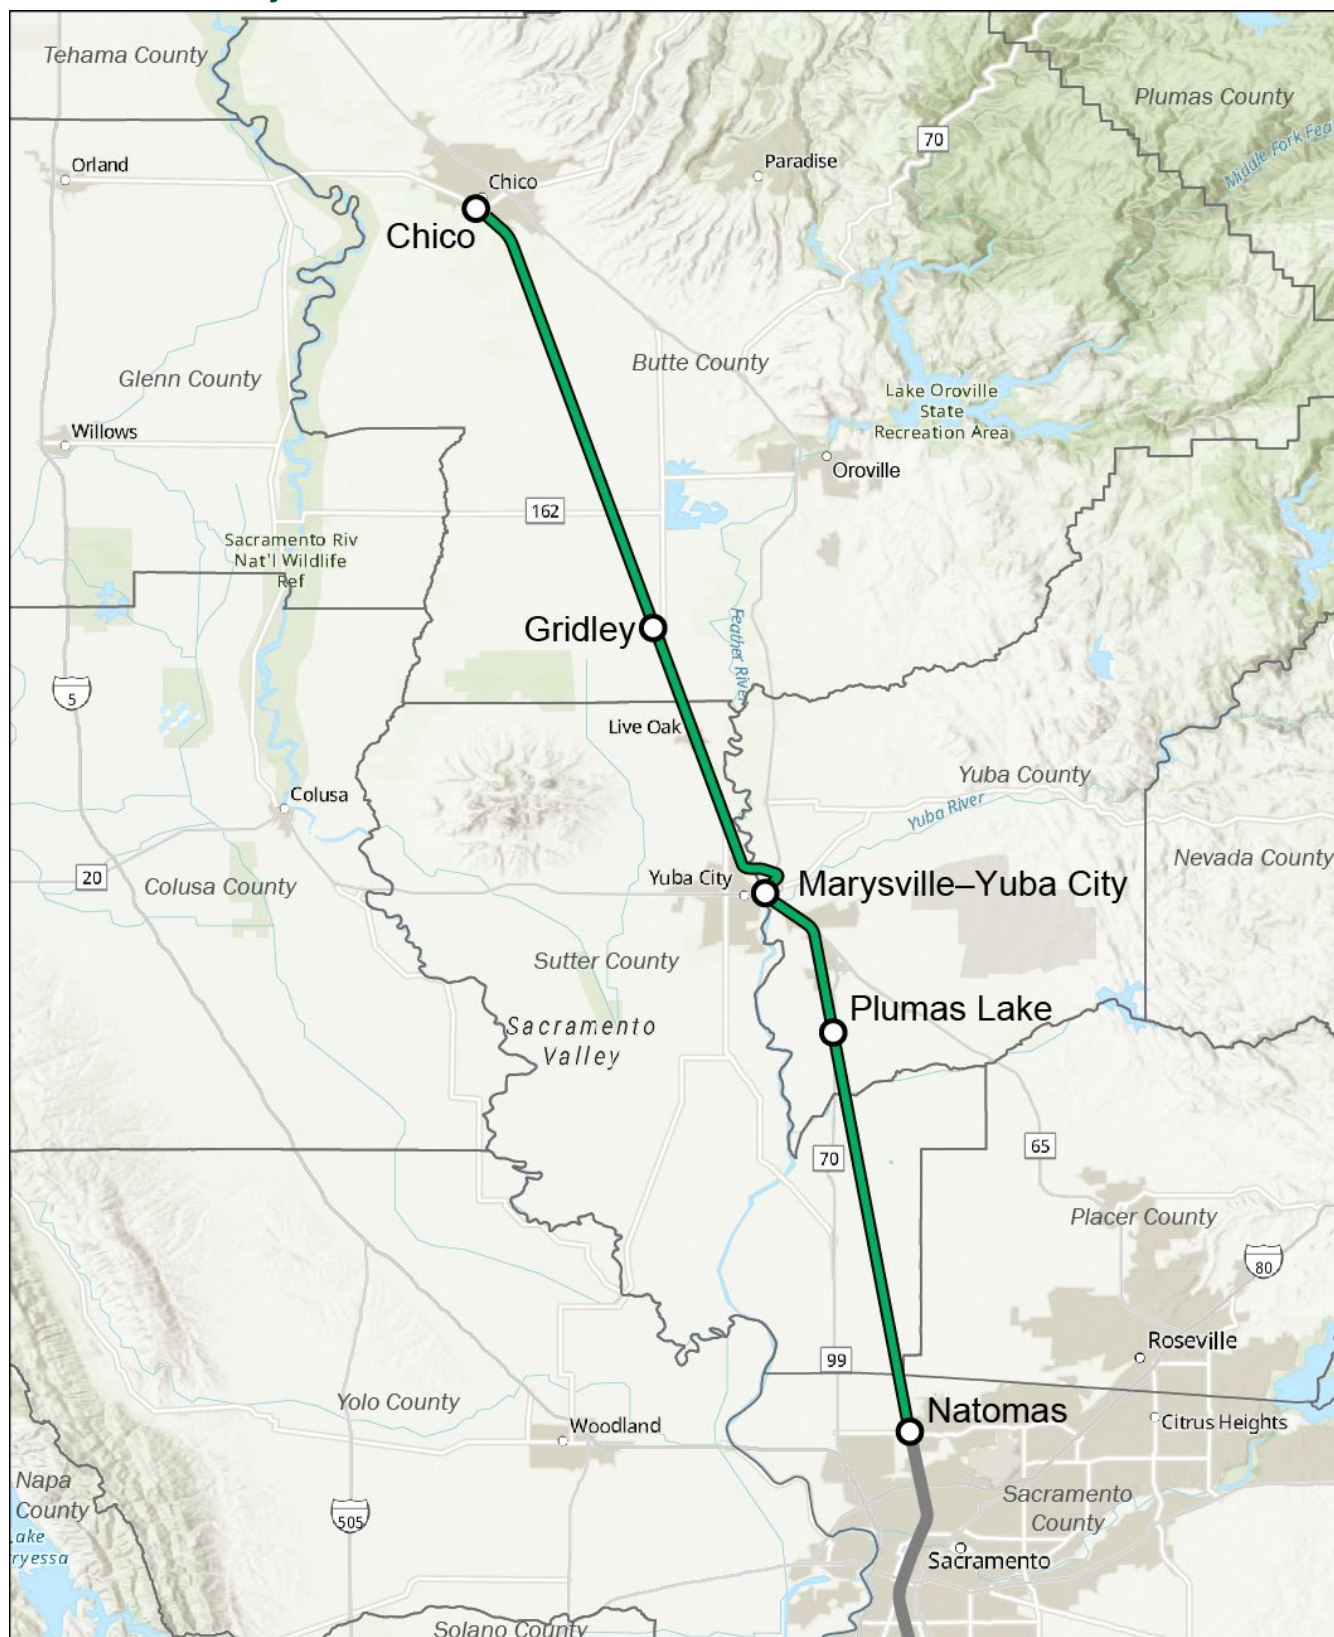 Tehama County
Plumas County
70
Middle Fork Fea
Orland
Paradise
Chico
Chico
Butte County
Glenn County
Lake Oroville
State
Recreation Area
Willows
Oroville
162
Sacramento Riv
Nat'l Wildlife
Ref
Feather River
Gridley
5
Live Oak
Yuba County
Colusa
Yuba River
Nevada County
20
Colusa County
Yuba City
Marysville–Yuba City
Sutter County
Plumas Lake
Sacramento
Valley
65
70
Placer County
80
Roseville
99
Yolo County
Natomas
Woodland
Citrus Heights
Napa
County
Sacramento
County
505
ake
ryessa
Sacramento
Solano County